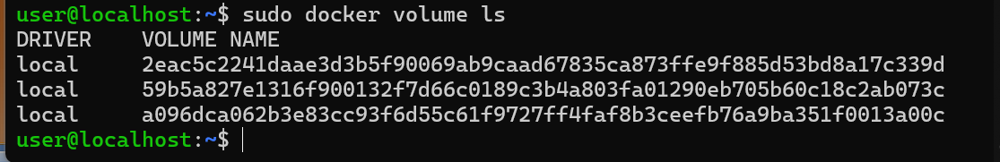 user@localhost:~$ sudo docker volume ls
DRIVER    VOLUME NAME
local     2eac5c2241daae3d3b5f90069ab9caad67835ca873ffe9f885d53bd8a17c339d
local     59b5a827e1316f900132f7d66c0189c3b4a803fa01290eb705b60c18c2ab073c
local     a096dca062b3e83cc93f6d55c61f9727ff4faf8b3ceefb76a9ba351f0013a00c
user@localhost:~$